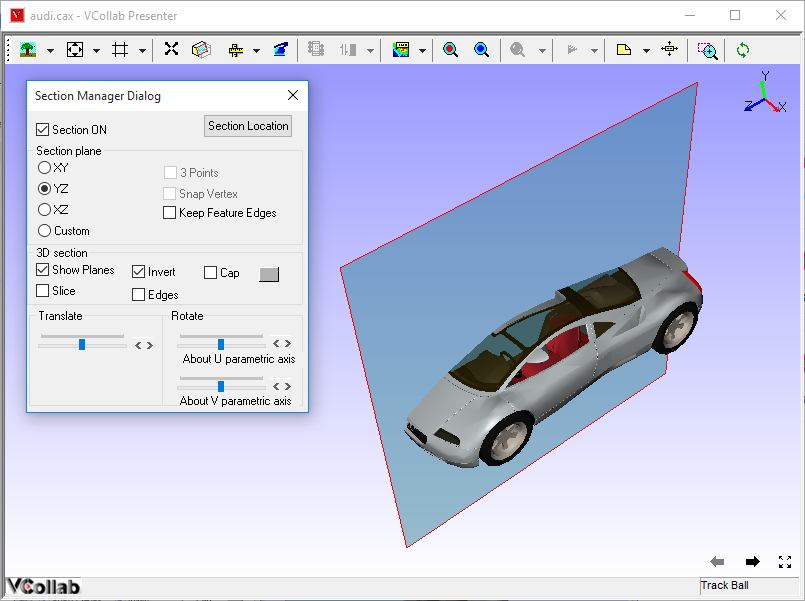 audi.cax - VCollab Presenter
Section Manager Dialog
Section ON
Section Location
Section plane
XY
YZ
XZ
Custom
3 Points
Snap Vertex
Keep Feature Edges
3D section
Show Planes
Invert
Cap
Slice
Edges
Translate
Rotate
About U parametric axis
About V parametric axis
Y
Z
X
VCollab
Track Ball